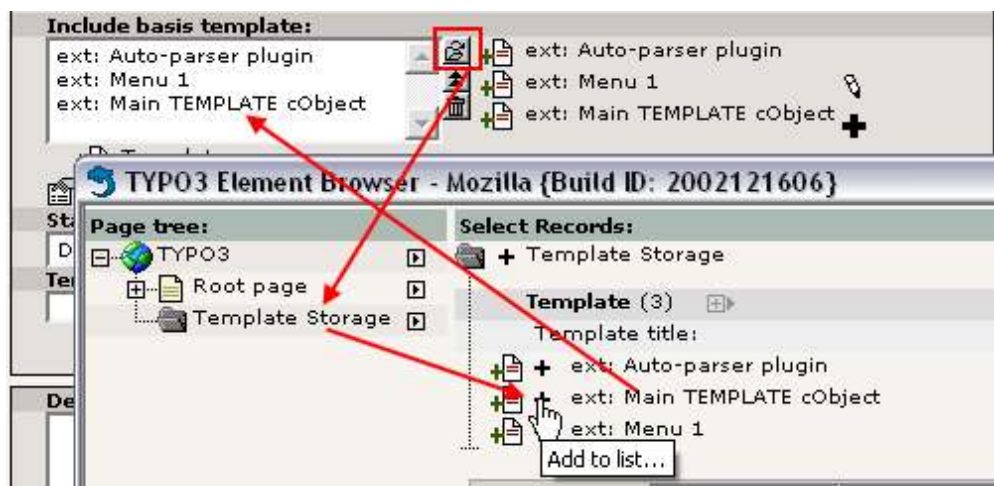 Include basis template:
ext: Auto-parser plugin
ext: Menu 1
ext: Main TEMPLATE cObject
ext: Auto-parser plugin
ext: Menu 1
ext: Main TEMPLATE cObject
TYPO3 Element Browser - Mozilla {Build ID: 2002121606}
Page tree:
TYPO3
Root page
Template Storage
Select Records:
Template Storage
Template (3)
Template title:
ext: Auto-parser plugin
ext: Main TEMPLATE cObject
ext: Menu 1
Add to list...